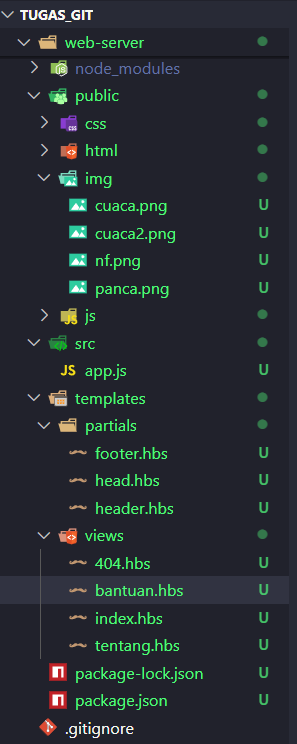 TUGAS_GIT
web-server
node_modules
public
css
html
img
cuaca.png U
cuaca2.png U
nf.png U
panca.png U
js
src
JS app.js U
templates
partials
footer.hbs U
head.hbs U
header.hbs U
views
404.hbs U
bantuan.hbs U
index.hbs U
tentang.hbs U
package-lock.json U
package.json U
.gitignore